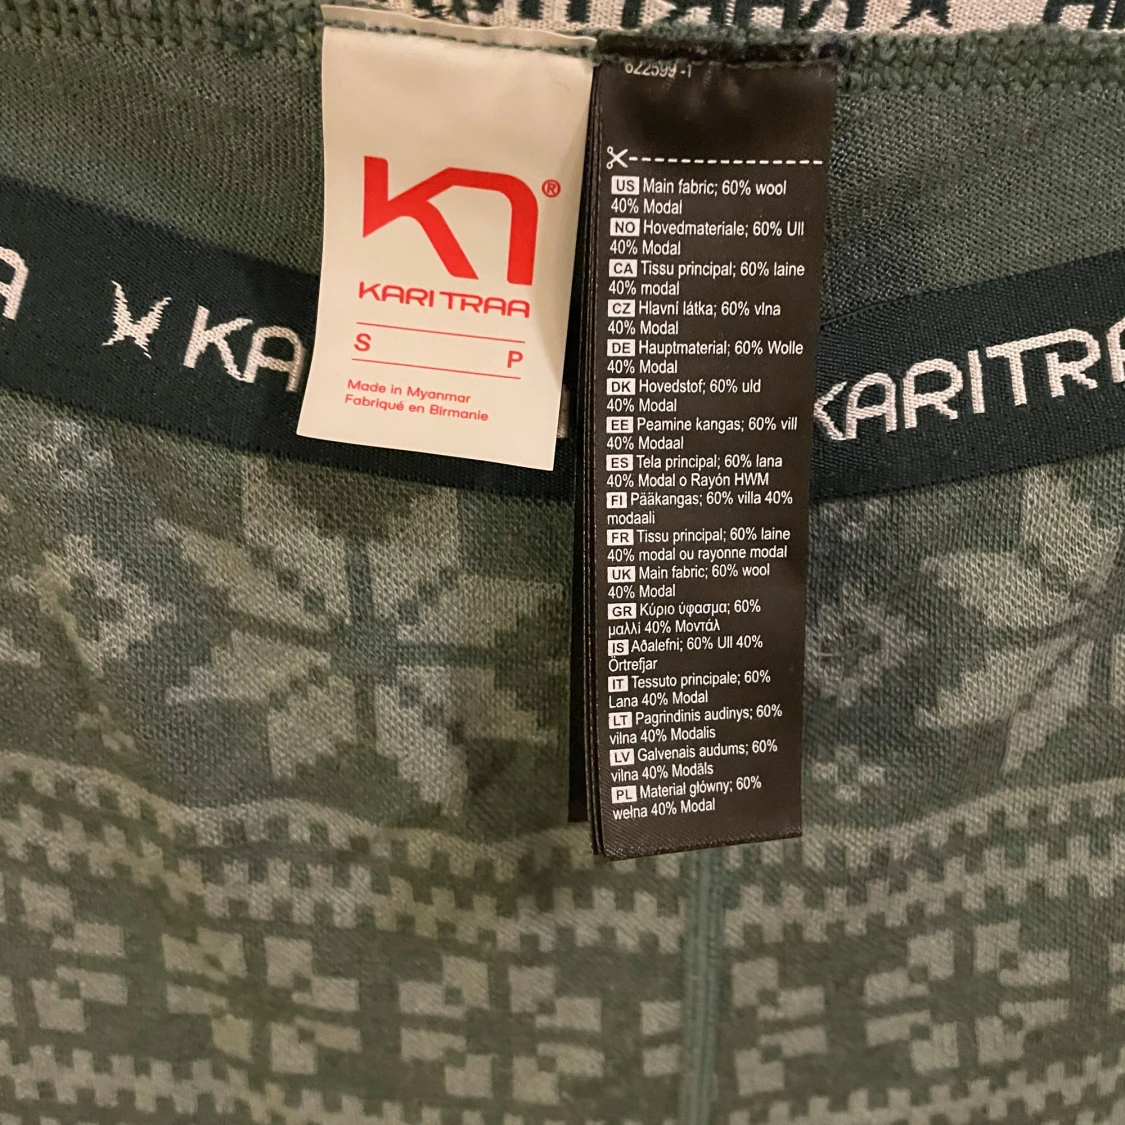 KARI TRAA
S P
Made in Myanmar
Fabriqué en Birmanie
622599-1
US Main fabric; 60% wool
40% Modal
NO Hovedmateriale; 60% Ull
40% Modal
CA Tissu principal; 60% laine
40% modal
CZ Hlavní látka; 60% vlna
40% Modal
DE Hauptmaterial; 60% Wolle
40% Modal
DK Hovedstof; 60% uld
40% Modal
EE Peamine kangas; 60% vill
40% Modaal
ES Tela principal; 60% lana
40% Modal o Rayón HWM
FI Pääkangas; 60% villa 40%
modaali
FR Tissu principal; 60% laine
40% modal ou rayonne modal
UK Main fabric; 60% wool
40% Modal
GR Κύριο ύφασμα; 60%
μαλλί 40% Μοντάλ
IS Aðalefni; 60% Ull 40%
Örtrefjar
IT Tessuto principale; 60%
Lana 40% Modal
LT Pagrindinis audinys; 60%
vilna 40% Modalis
LV Galvenais audums; 60%
vilna 40% Modāls
PL Materiał główny; 60%
wełna 40% Modal
KA
KARITRA